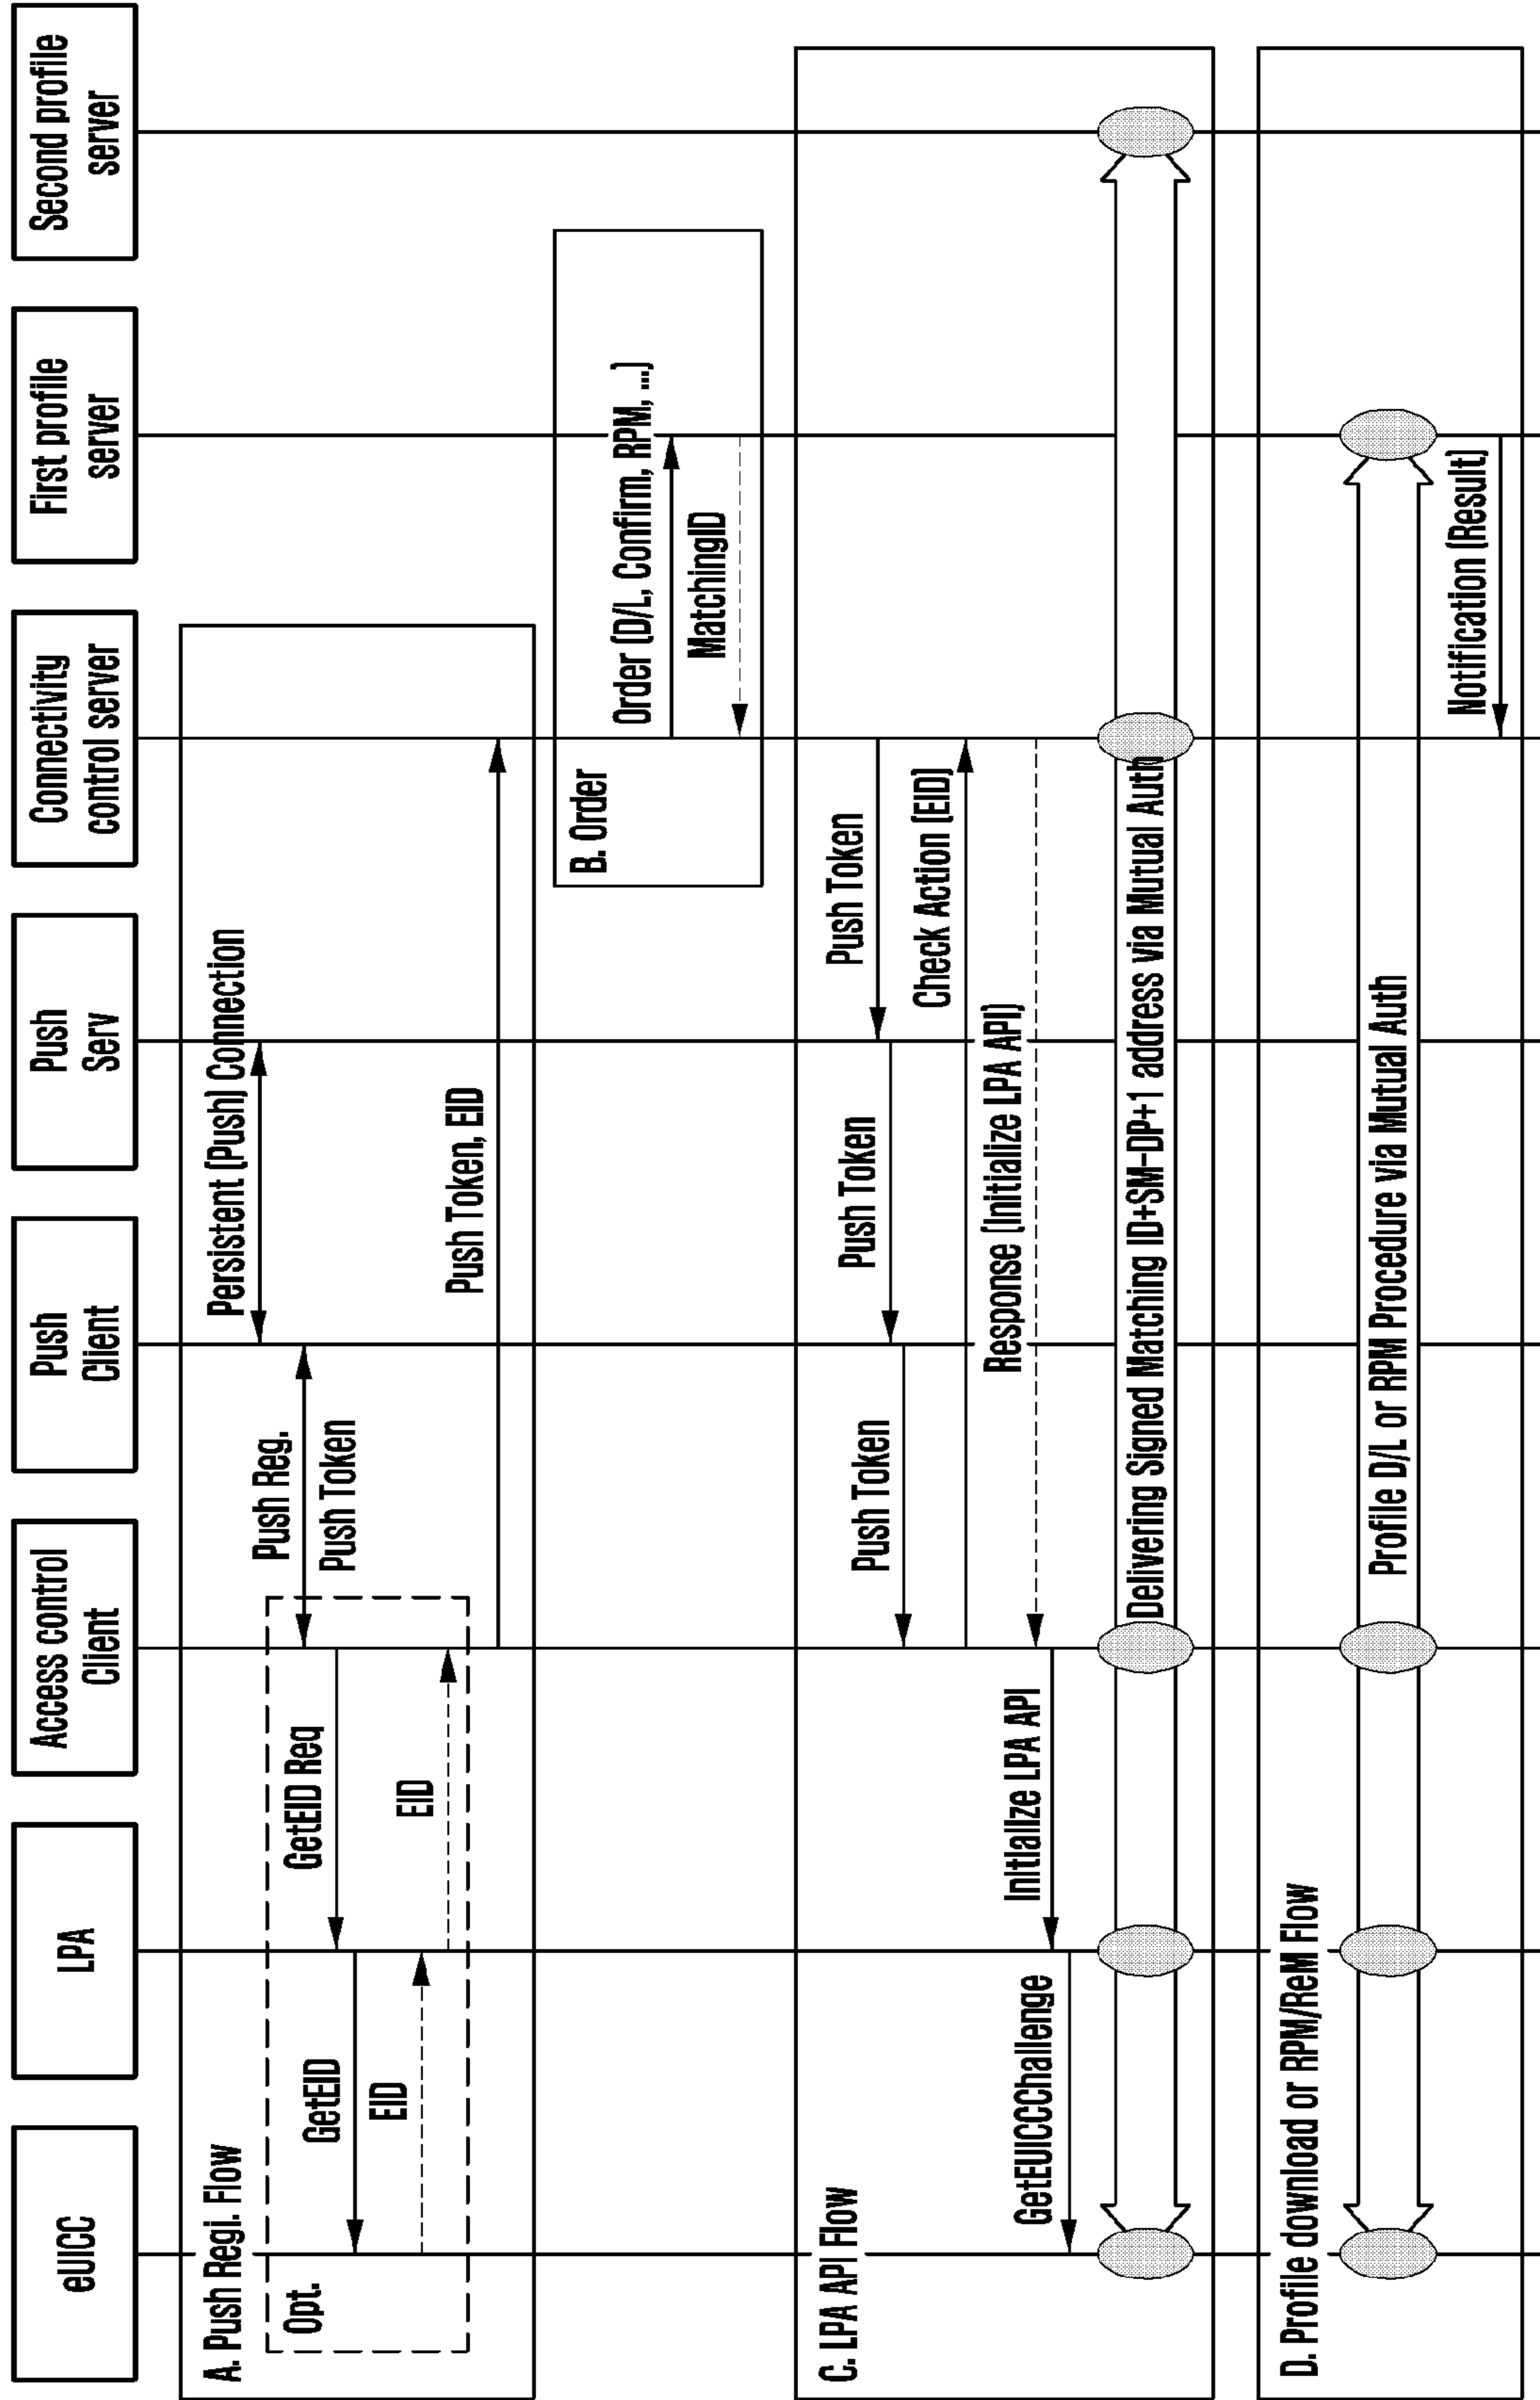 eUICC
LPA
Access control
Client
Push
Client
Push
Serv
Connectivity
control server
First profile
server
Second profile
server
A. Push Regi. Flow
Persistent (Push) Connection
Push Reg.
Push Token
Opt.
GetEID Req
GetEID
EID
EID
Push Token, EID
B. Order
Order (D/L, Confirm, RPM, ...)
MatchingID
C. LPA API Flow
Push Token
Push Token
Push Token
Check Action (EID)
Response (Initialize LPA API)
Initialize LPA API
GetEUICCChallenge
Delivering Signed Matching ID+SM-DP+1 address via Mutual Auth
D. Profile download or RPM/ReM Flow
Profile D/L or RPM Procedure via Mutual Auth
Notification (Result)